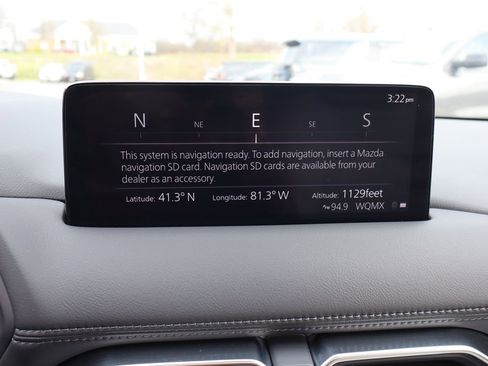 3:22pm
N NE E SE S
This system is navigation ready. To add navigation, insert a Mazda
navigation SD card. Navigation SD cards are available from your
dealer as an accessory.
Latitude: 41.3° N Longitude: 81.3° W Altitude: 1129feet
94.9 WQMX